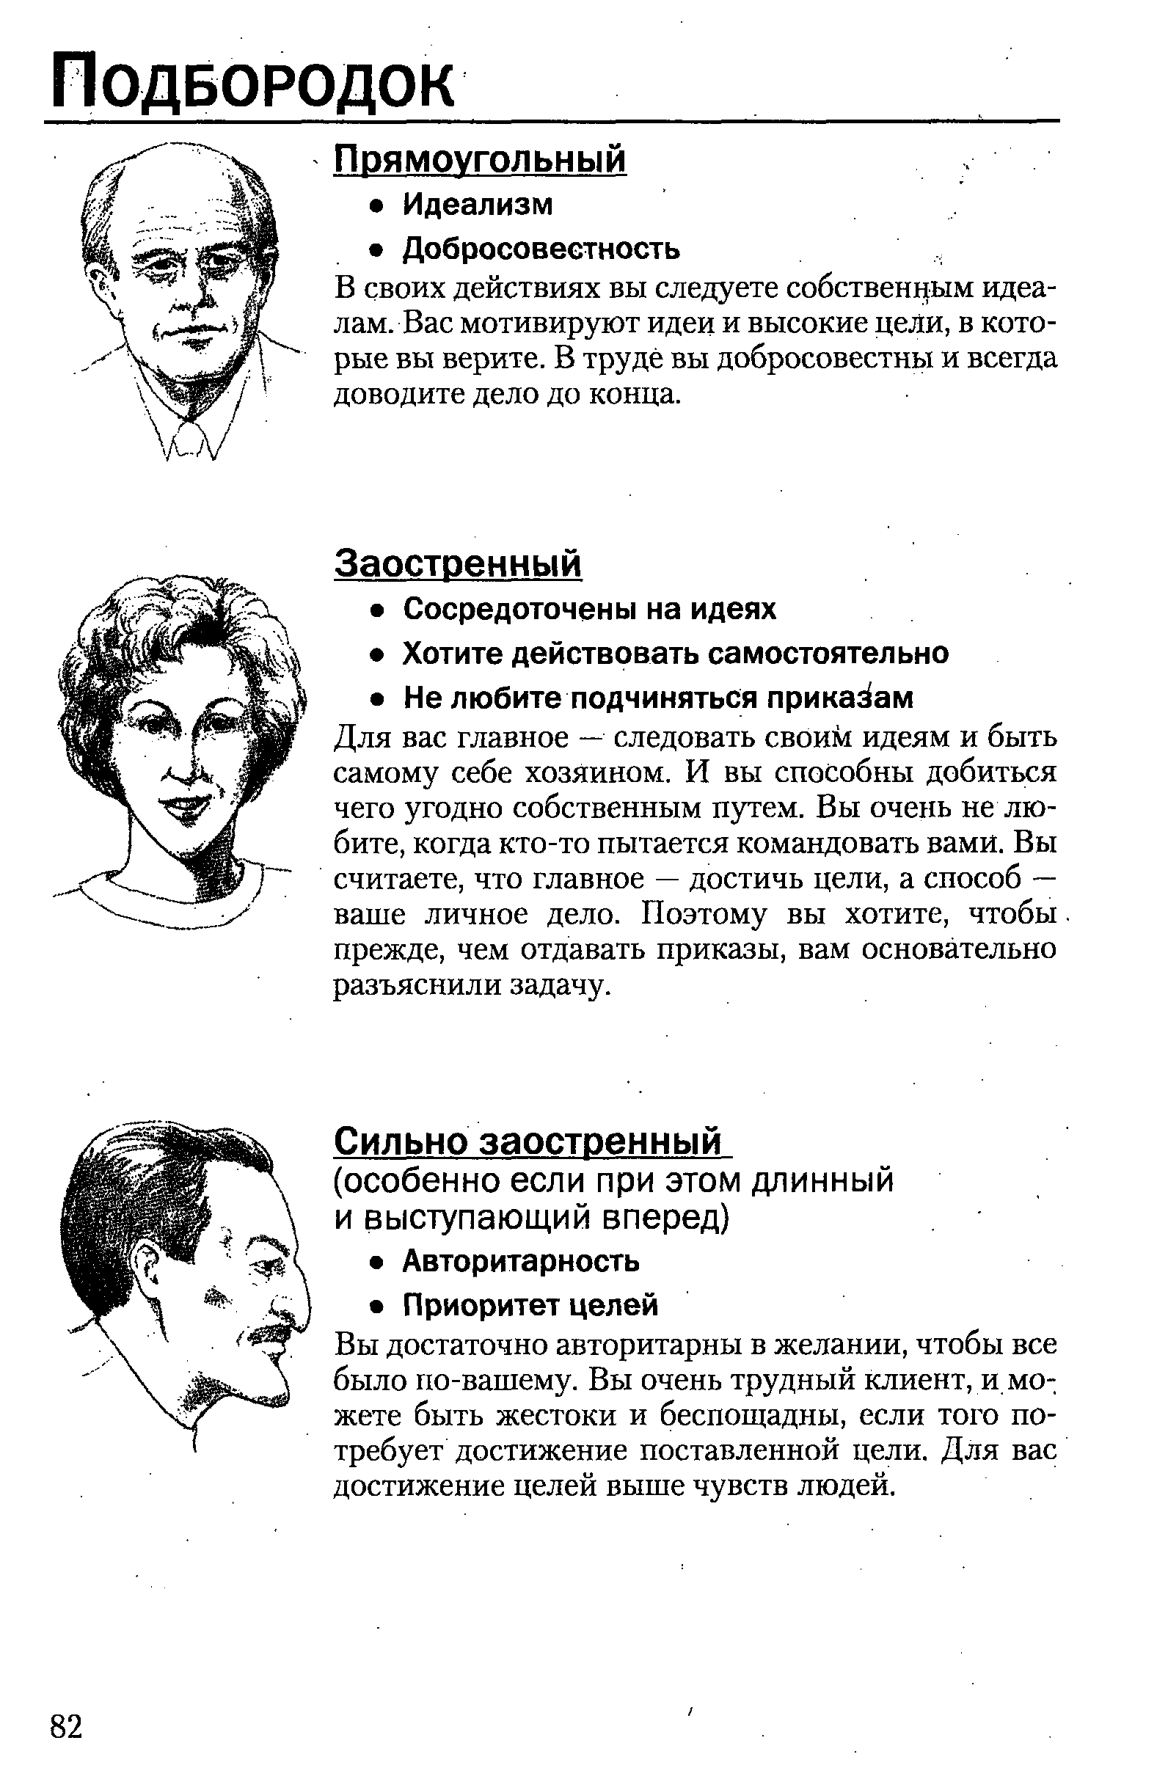 Подбородок
Прямоугольный
• Идеализм
• Добросовестность
В своих действиях вы следуете собственным идеа-
лам. Вас мотивируют идеи и высокие цели, в кото-
рые вы верите. В труде вы добросовестны и всегда
доводите дело до конца.
Заостренный
• Сосредоточены на идеях
• Хотите действовать самостоятельно
• Не любите подчиняться приказам
Для вас главное — следовать своим идеям и быть
самому себе хозяином. И вы способны добиться
чего угодно собственным путем. Вы очень не лю-
бите, когда кто-то пытается командовать вами. Вы
считаете, что главное — достичь цели, а способ —
ваше личное дело. Поэтому вы хотите, чтобы
прежде, чем отдавать приказы, вам основательно
разъяснили задачу.
Сильно заостренный
(особенно если при этом длинный
и выступающий вперед)
• Авторитарность
• Приоритет целей
Вы достаточно авторитарны в желании, чтобы все
было по-вашему. Вы очень трудный клиент, и мо-
жете быть жестоки и беспощадны, если того по-
требует достижение поставленной цели. Для вас
достижение целей выше чувств людей.
82